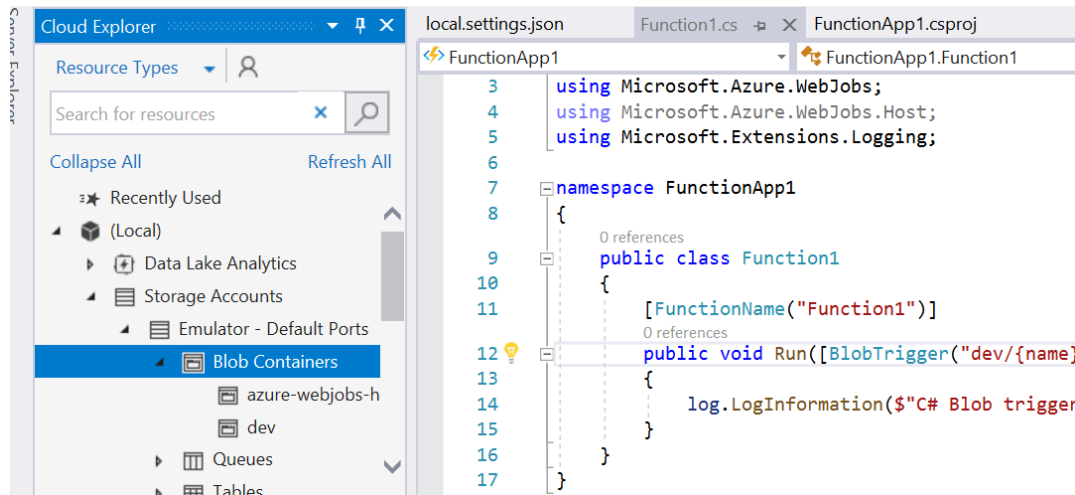 Server Explorer
Cloud Explorer
Resource Types
Search for resources
Collapse All Refresh All
Recently Used
(Local)
Data Lake Analytics
Storage Accounts
Emulator - Default Ports
Blob Containers
azure-webjobs-h
dev
Queues
Tables
local.settings.json Function1.cs FunctionApp1.csproj
FunctionApp1 FunctionApp1.Function1
3 using Microsoft.Azure.WebJobs;
4 using Microsoft.Azure.WebJobs.Host;
5 using Microsoft.Extensions.Logging;
6
7 namespace FunctionApp1
8 {
0 references
9 public class Function1
10 {
11 [FunctionName("Function1")]
0 references
12 public void Run([BlobTrigger("dev/{name}
13 {
14 log.LogInformation($"C# Blob trigger
15 }
16 }
17 }